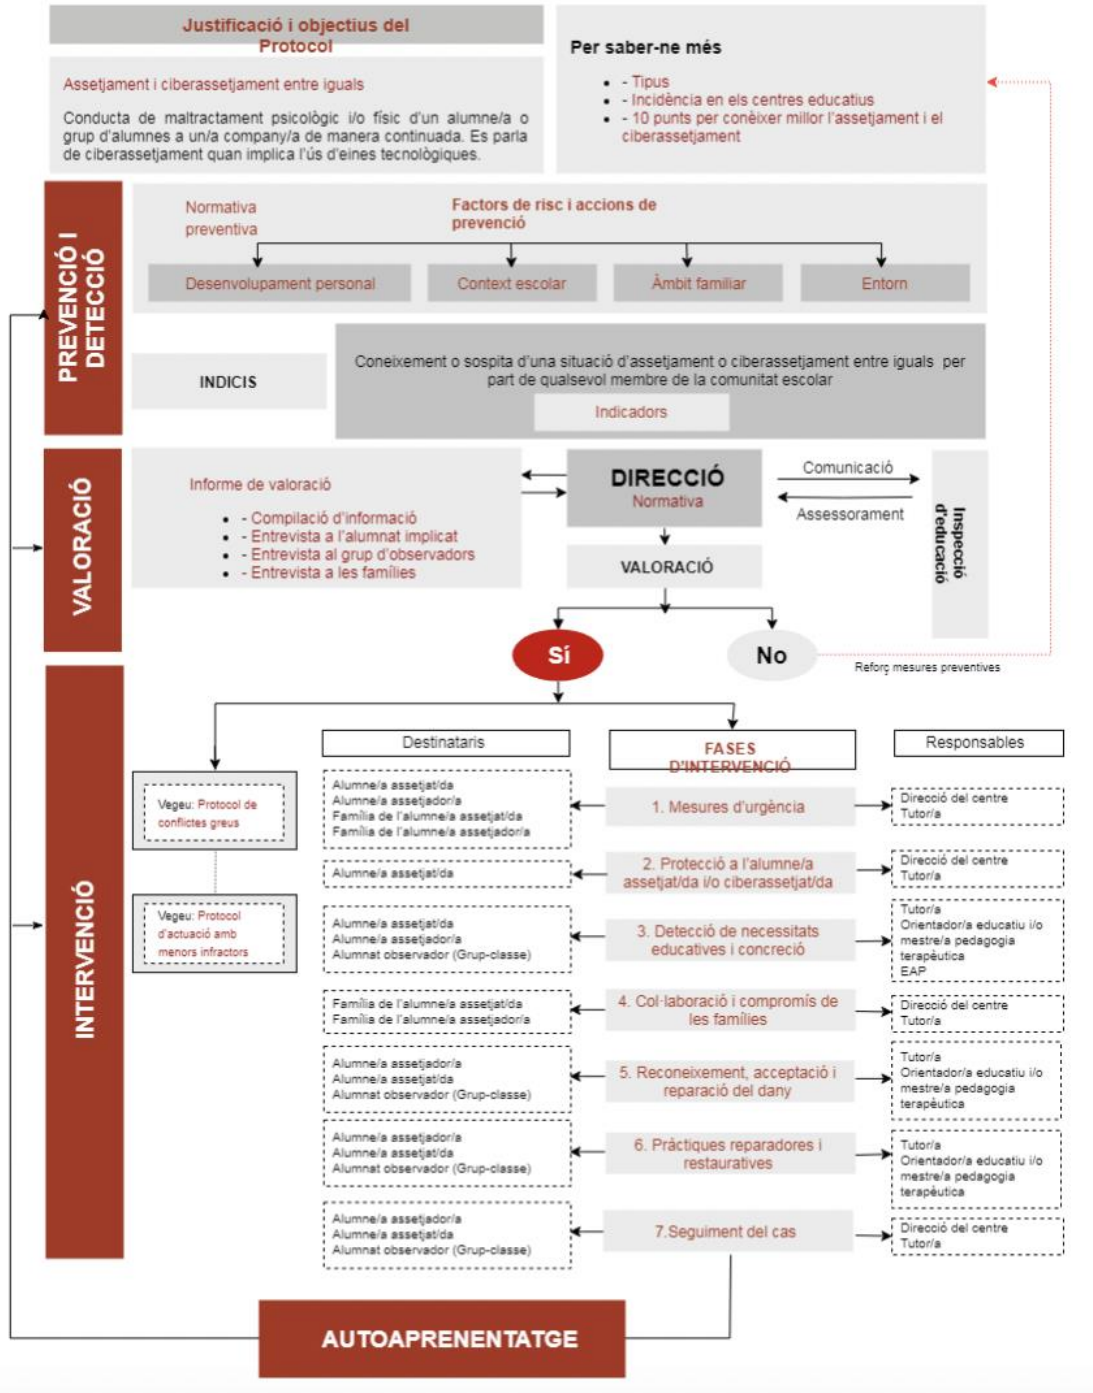 Justificació i objectius del
Protocol
Assetjament i ciberassetjament entre iguals
Conducta de maltractament psicològic i/o físic d'un alumne/a o
grup d'alumnes a un/a company/a de manera continuada. Es parla
de ciberassetjament quan implica l'ús d'eines tecnològiques.
Per saber-ne més
• - Tipus
• - Incidència en els centres educatius
• - 10 punts per conèixer millor l'assetjament i el
ciberassetjament
PREVENCIÓ I
DETECCIÓ
Normativa
preventiva
Factors de risc i accions de
prevenció
Desenvolupament personal
Context escolar
Àmbit familiar
Entorn
INDICIS
Coneixement o sospita d'una situació d'assetjament o ciberassetjament entre iguals per
part de qualsevol membre de la comunitat escolar
Indicadors
VALORACIÓ
Informe de valoració
• - Compilació d'informació
• - Entrevista a l'alumnat implicat
• - Entrevista al grup d'observadors
• - Entrevista a les famílies
DIRECCIÓ
Normativa
VALORACIÓ
Comunicació
Assessorament
Inspecció
d'educació
Sí
No
Reforç mesures preventives
INTERVENCIÓ
Vegeu: Protocol de
conflictes greus
Vegeu: Protocol
d'actuació amb
menors infractors
Destinataris
FASES
D'INTERVENCIÓ
Responsables
Alumne/a assetjat/da
Alumne/a assetjador/a
Família de l'alumne/a assetjat/da
Família de l'alumne/a assetjador/a
1. Mesures d'urgència
Direcció del centre
Tutor/a
Alumne/a assetjat/da
2. Protecció a l'alumne/a
assetjat/da i/o ciberassetjat/da
Direcció del centre
Tutor/a
Alumne/a assetjat/da
Alumne/a assetjador/a
Alumnat observador (Grup-classe)
3. Detecció de necessitats
educatives i concreció
Tutor/a
Orientador/a educatiu i/o
mestre/a pedagogia
terapèutica
EAP
Família de l'alumne/a assetjat/da
Família de l'alumne/a assetjador/a
4. Col·laboració i compromís de
les famílies
Direcció del centre
Tutor/a
Alumne/a assetjador/a
Alumne/a assetjat/da
Alumnat observador (Grup-classe)
5. Reconeixement, acceptació i
reparació del dany
Tutor/a
Orientador/a educatiu i/o
mestre/a pedagogia
terapèutica
Alumne/a assetjador/a
Alumne/a assetjat/da
Alumnat observador (Grup-classe)
6. Pràctiques reparadores i
restauratives
Tutor/a
Orientador/a educatiu i/o
mestre/a pedagogia
terapèutica
Alumne/a assetjador/a
Alumne/a assetjat/da
Alumnat observador (Grup-classe)
7.Seguiment del cas
Direcció del centre
Tutor/a
AUTOAPRENENTATGE